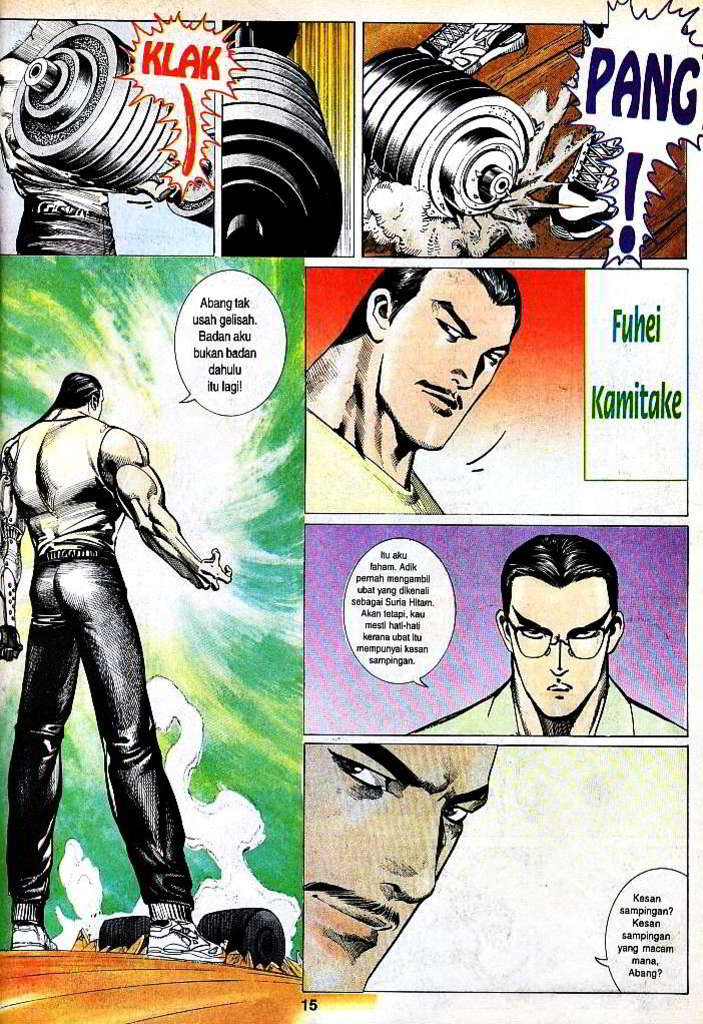 KLAK
!
PANG
!
Abang tak
usah gelisah.
Badan aku
bukan badan
dahulu
itu lagi!
Fuhei
Kamitake
Itu aku
faham. Adik
pernah mengambil
ubat yang dikenali
sebagai Suria Hitam.
Akan tetapi, kau
mesti hati-hati
kerana ubat itu
mempunyai kesan
sampingan.
Kesan
sampingan?
Kesan
sampingan
yang macam
mana,
Abang?
15